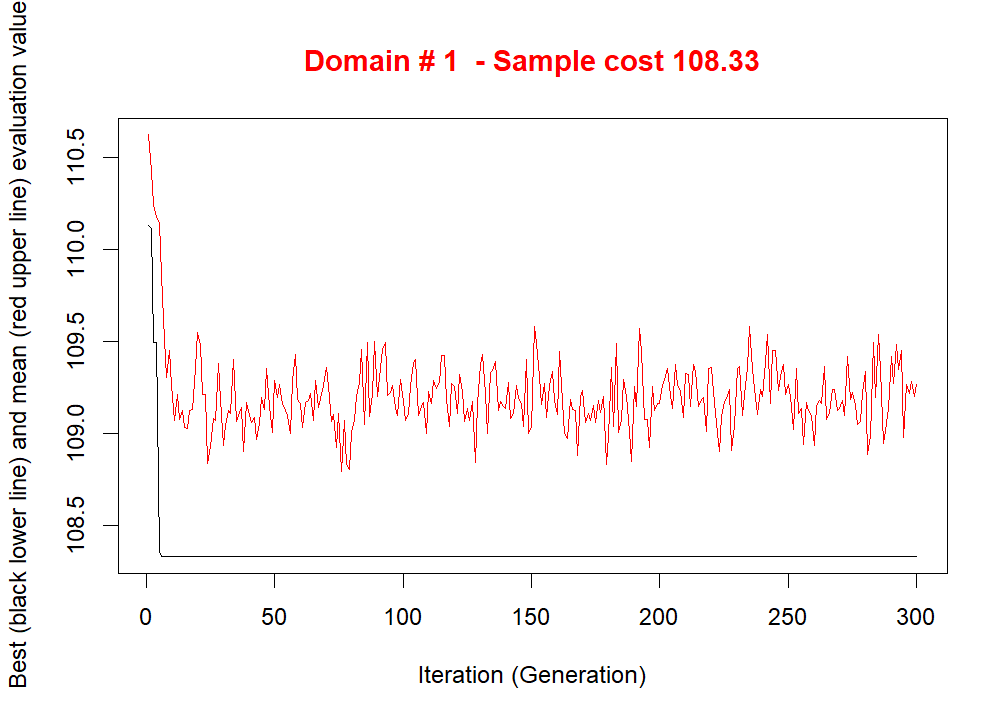 Domain # 1  - Sample cost 108.33
Best (black lower line) and mean (red upper line) evaluation value
110.5
110.0
109.5
109.0
108.5
0 50 100 150 200 250 300
Iteration (Generation)